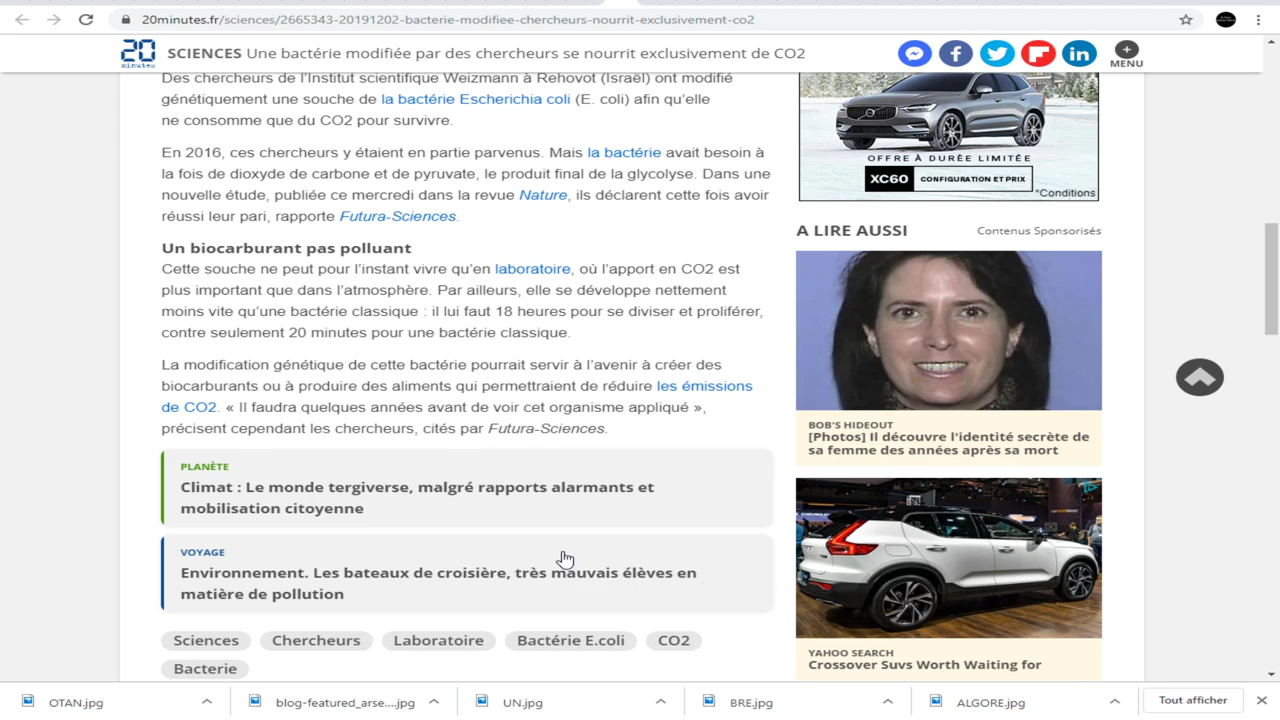 20minutes.fr/sciences/2665343-20191202-bacterie-modifiee-chercheurs-nourrit-exclusivement-co2
20
minutes
SCIENCES Une bactérie modifiée par des chercheurs se nourrit exclusivement de CO2
MENU
Des chercheurs de l'Institut scientifique Weizmann à Rehovot (Israël) ont modifié
génétiquement une souche de la bactérie Escherichia coli (E. coli) afin qu'elle
ne consomme que du CO2 pour survivre.
En 2016, ces chercheurs y étaient en partie parvenus. Mais la bactérie avait besoin à
la fois de dioxyde de carbone et de pyruvate, le produit final de la glycolyse. Dans une
nouvelle étude, publiée ce mercredi dans la revue Nature, ils déclarent cette fois avoir
réussi leur pari, rapporte Futura-Sciences.
Un biocarburant pas polluant
Cette souche ne peut pour l'instant vivre qu'en laboratoire, où l'apport en CO2 est
plus important que dans l'atmosphère. Par ailleurs, elle se développe nettement
moins vite qu'une bactérie classique : il lui faut 18 heures pour se diviser et proliférer,
contre seulement 20 minutes pour une bactérie classique.
La modification génétique de cette bactérie pourrait servir à l'avenir à créer des
biocarburants ou à produire des aliments qui permettraient de réduire les émissions
de CO2. « Il faudra quelques années avant de voir cet organisme appliqué »,
précisent cependant les chercheurs, cités par Futura-Sciences.
PLANÈTE
Climat : Le monde tergiverse, malgré rapports alarmants et
mobilisation citoyenne
VOYAGE
Environnement. Les bateaux de croisière, très mauvais élèves en
matière de pollution
Sciences Chercheurs Laboratoire Bactérie E.coli CO2
Bacterie
OFFRE À DURÉE LIMITÉE
XC60 CONFIGURATION ET PRIX
*Conditions
A LIRE AUSSI Contenus Sponsorisés
BOB'S HIDEOUT
[Photos] Il découvre l'identité secrète de
sa femme des années après sa mort
YAHOO SEARCH
Crossover Suvs Worth Waiting for
OTAN.jpg
blog-featured_arse....jpg
UN.jpg
BRE.jpg
ALGORE.jpg
Tout afficher